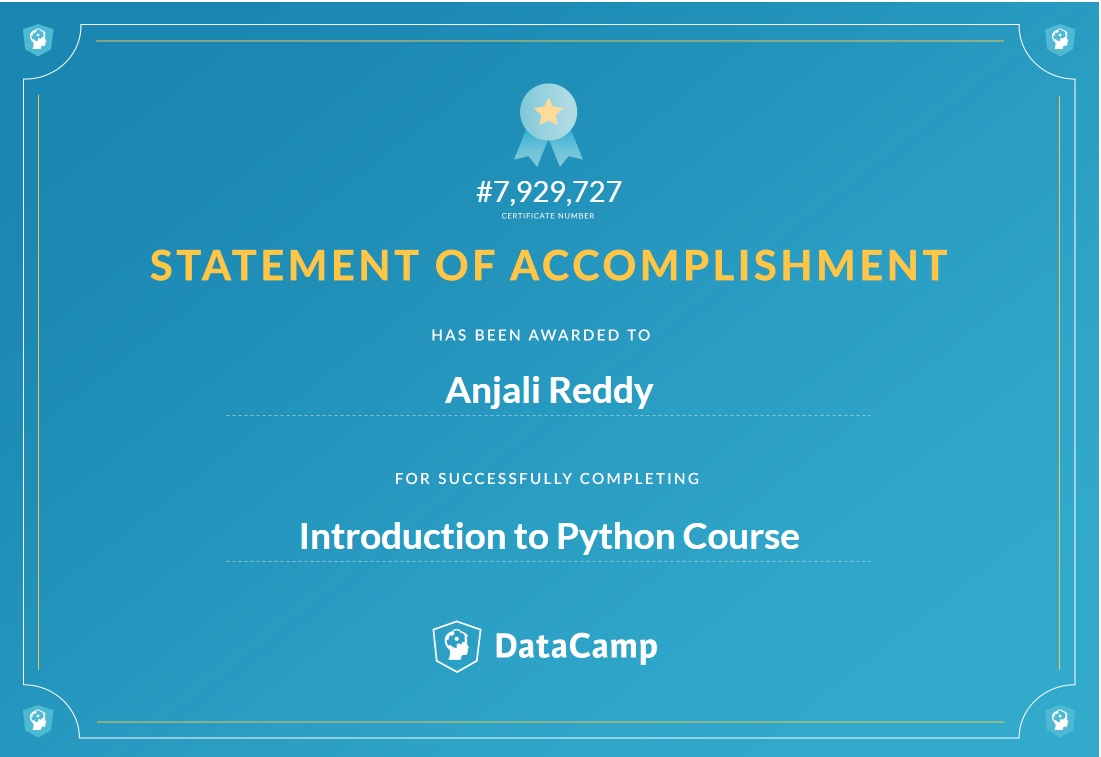 #7,929,727
CERTIFICATE NUMBER
STATEMENT OF ACCOMPLISHMENT
HAS BEEN AWARDED TO
Anjali Reddy
FOR SUCCESSFULLY COMPLETING
Introduction to Python Course
DataCamp